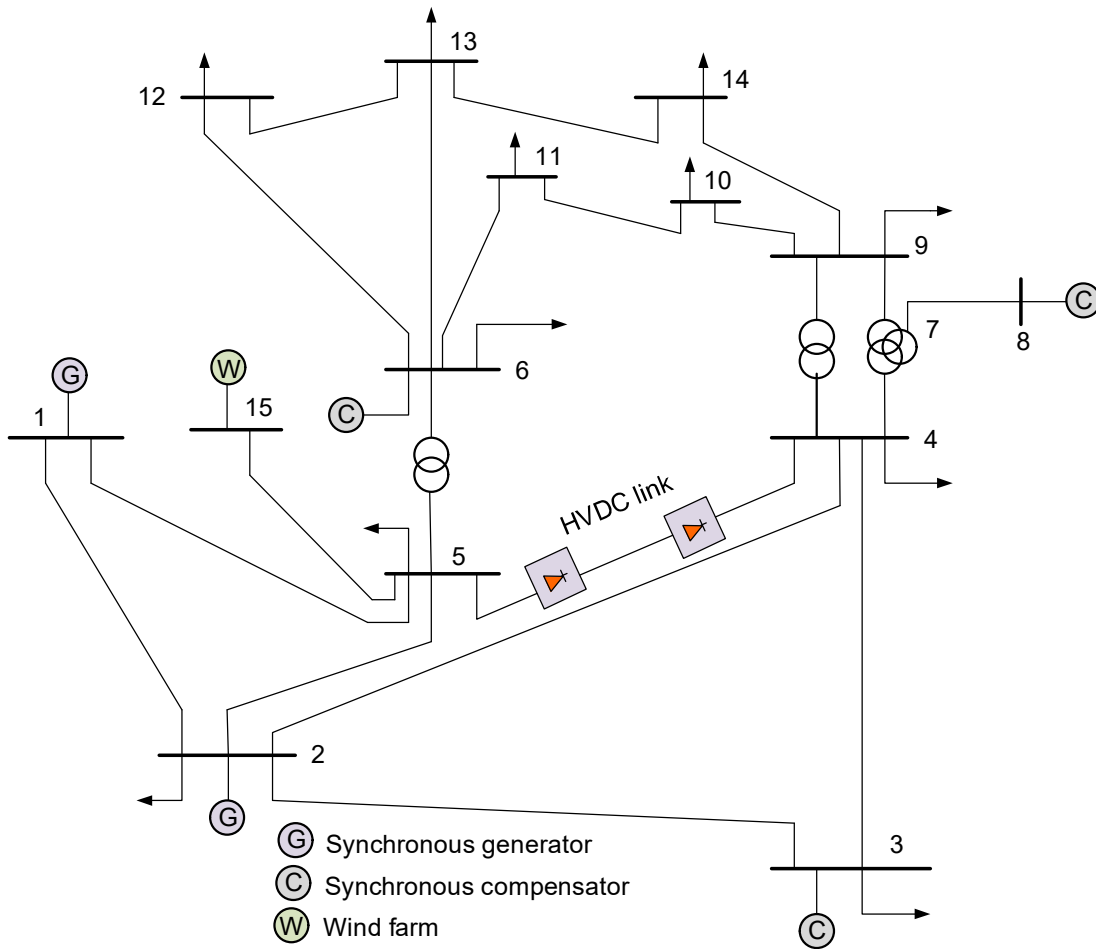 13
12
14
11
10
9
7
8
C
6
G
W
C
1
15
4
HVDC link
5
2
G
3
C
G Synchronous generator
C Synchronous compensator
W Wind farm